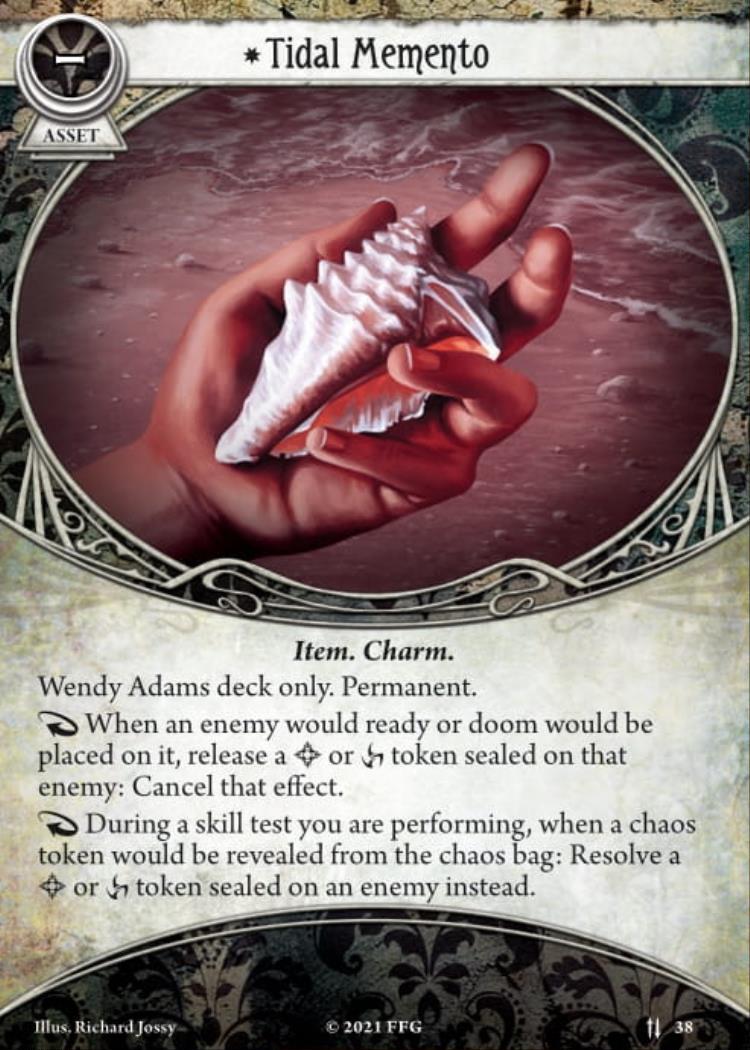 –
ASSET
✷Tidal Memento
Item. Charm.
Wendy Adams deck only. Permanent.
When an enemy would ready or doom would be
placed on it, release a or token sealed on that
enemy: Cancel that effect.
During a skill test you are performing, when a chaos
token would be revealed from the chaos bag: Resolve a
or token sealed on an enemy instead.
Illus. Richard Jossy
© 2021 FFG
38